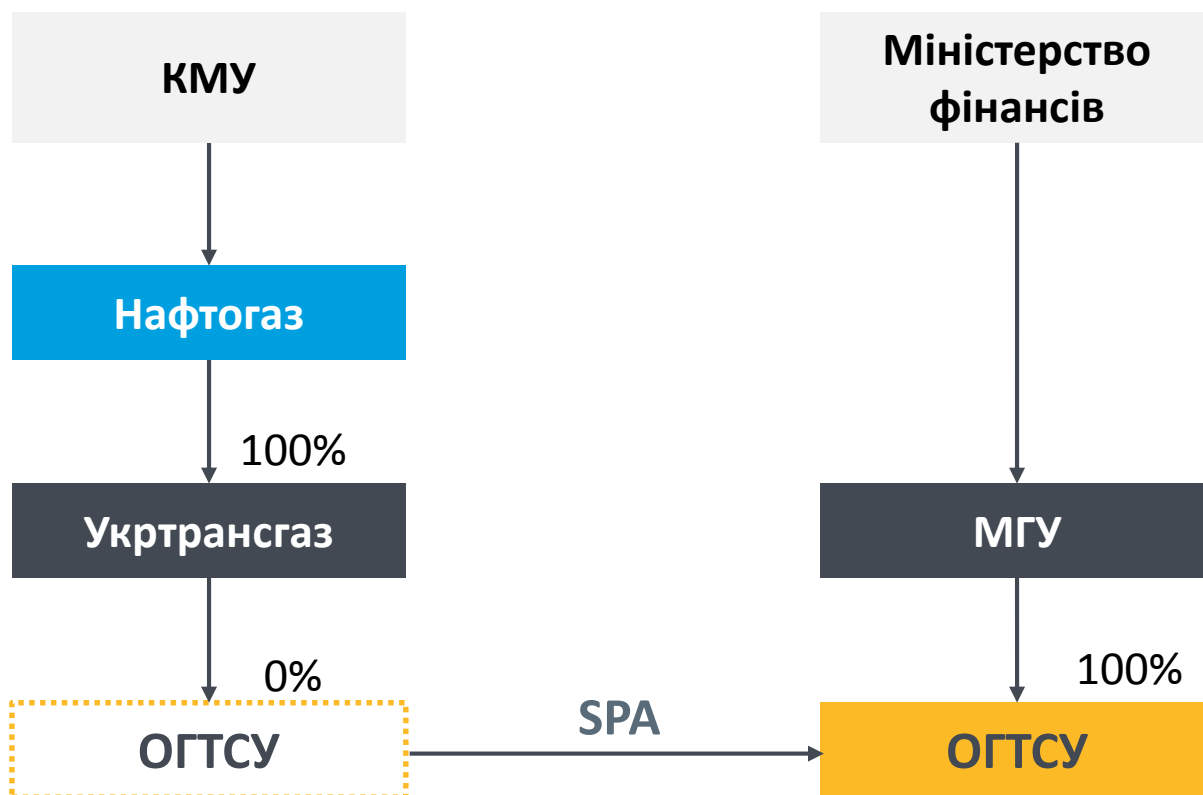 КМУ
Міністерство
фінансів
Нафтогаз
100%
Укртрансгаз
МГУ
0%
100%
SPA
ОГТСУ
ОГТСУ